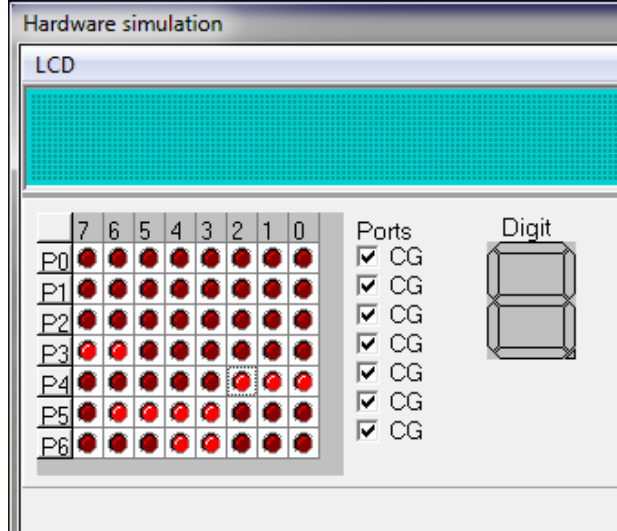 Hardware simulation
LCD
7 6 5 4 3 2 1 0
Ports
Digit
P0
CG
P1
CG
P2
CG
P3
CG
P4
CG
P5
CG
P6
CG